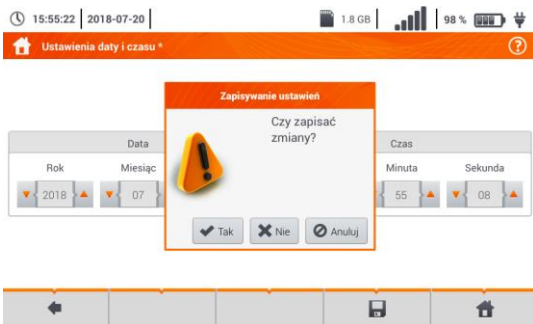 15:55:22 2018-07-20 1.8 GB 98 %
Ustawienia daty i czasu *
?
Zapisywanie ustawień
Czy zapisać
zmiany?
Data Czas
Rok Miesiąc Minuta Sekunda
2018 07 55 08
Tak Nie Anuluj